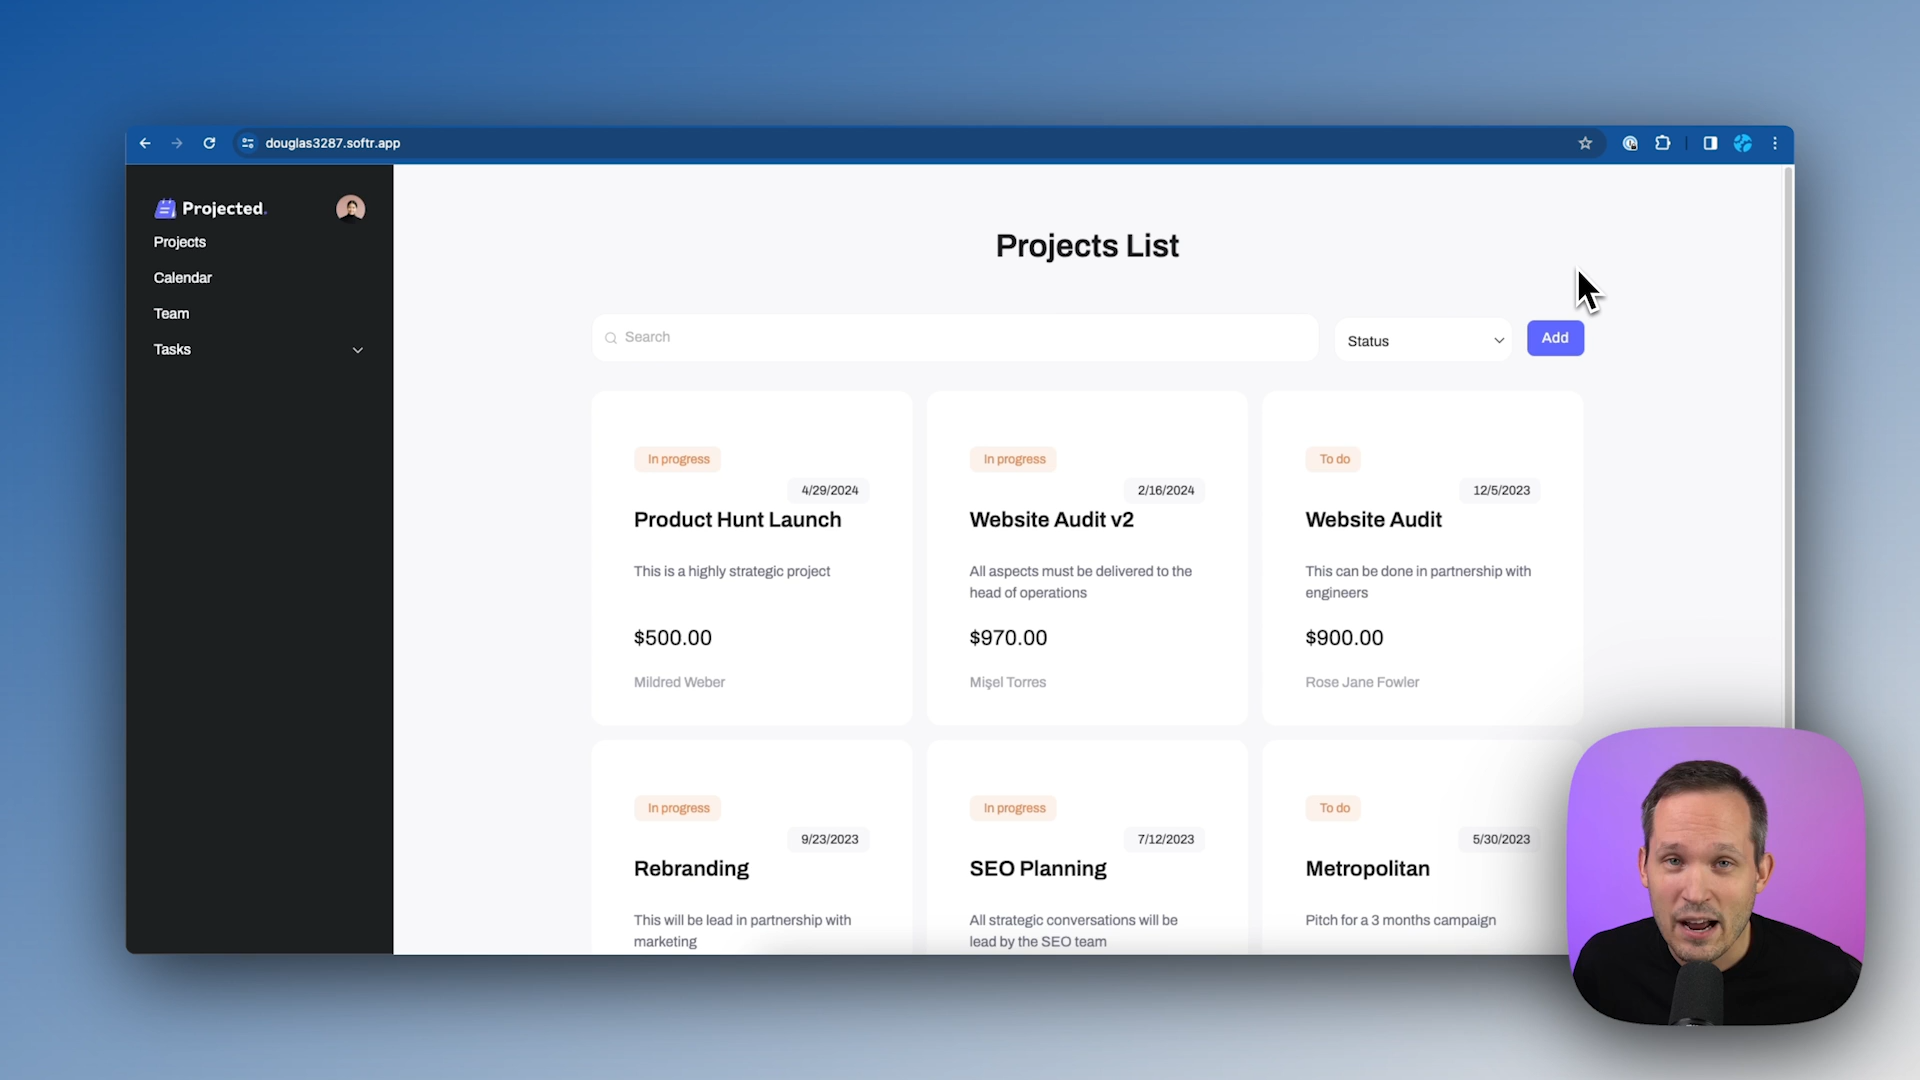 douglas3287.softr.app
Projected.
Projects
Calendar
Team
Tasks
Projects List
Search
Status
Add
In progress
4/29/2024
Product Hunt Launch
This is a highly strategic project
$500.00
Mildred Weber
In progress
2/16/2024
Website Audit v2
All aspects must be delivered to the
head of operations
$970.00
Mişel Torres
To do
12/5/2023
Website Audit
This can be done in partnership with
engineers
$900.00
Rose Jane Fowler
In progress
9/23/2023
Rebranding
This will be lead in partnership with
marketing
In progress
7/12/2023
SEO Planning
All strategic conversations will be
lead by the SEO team
To do
5/30/2023
Metropolitan
Pitch for a 3 months campaign